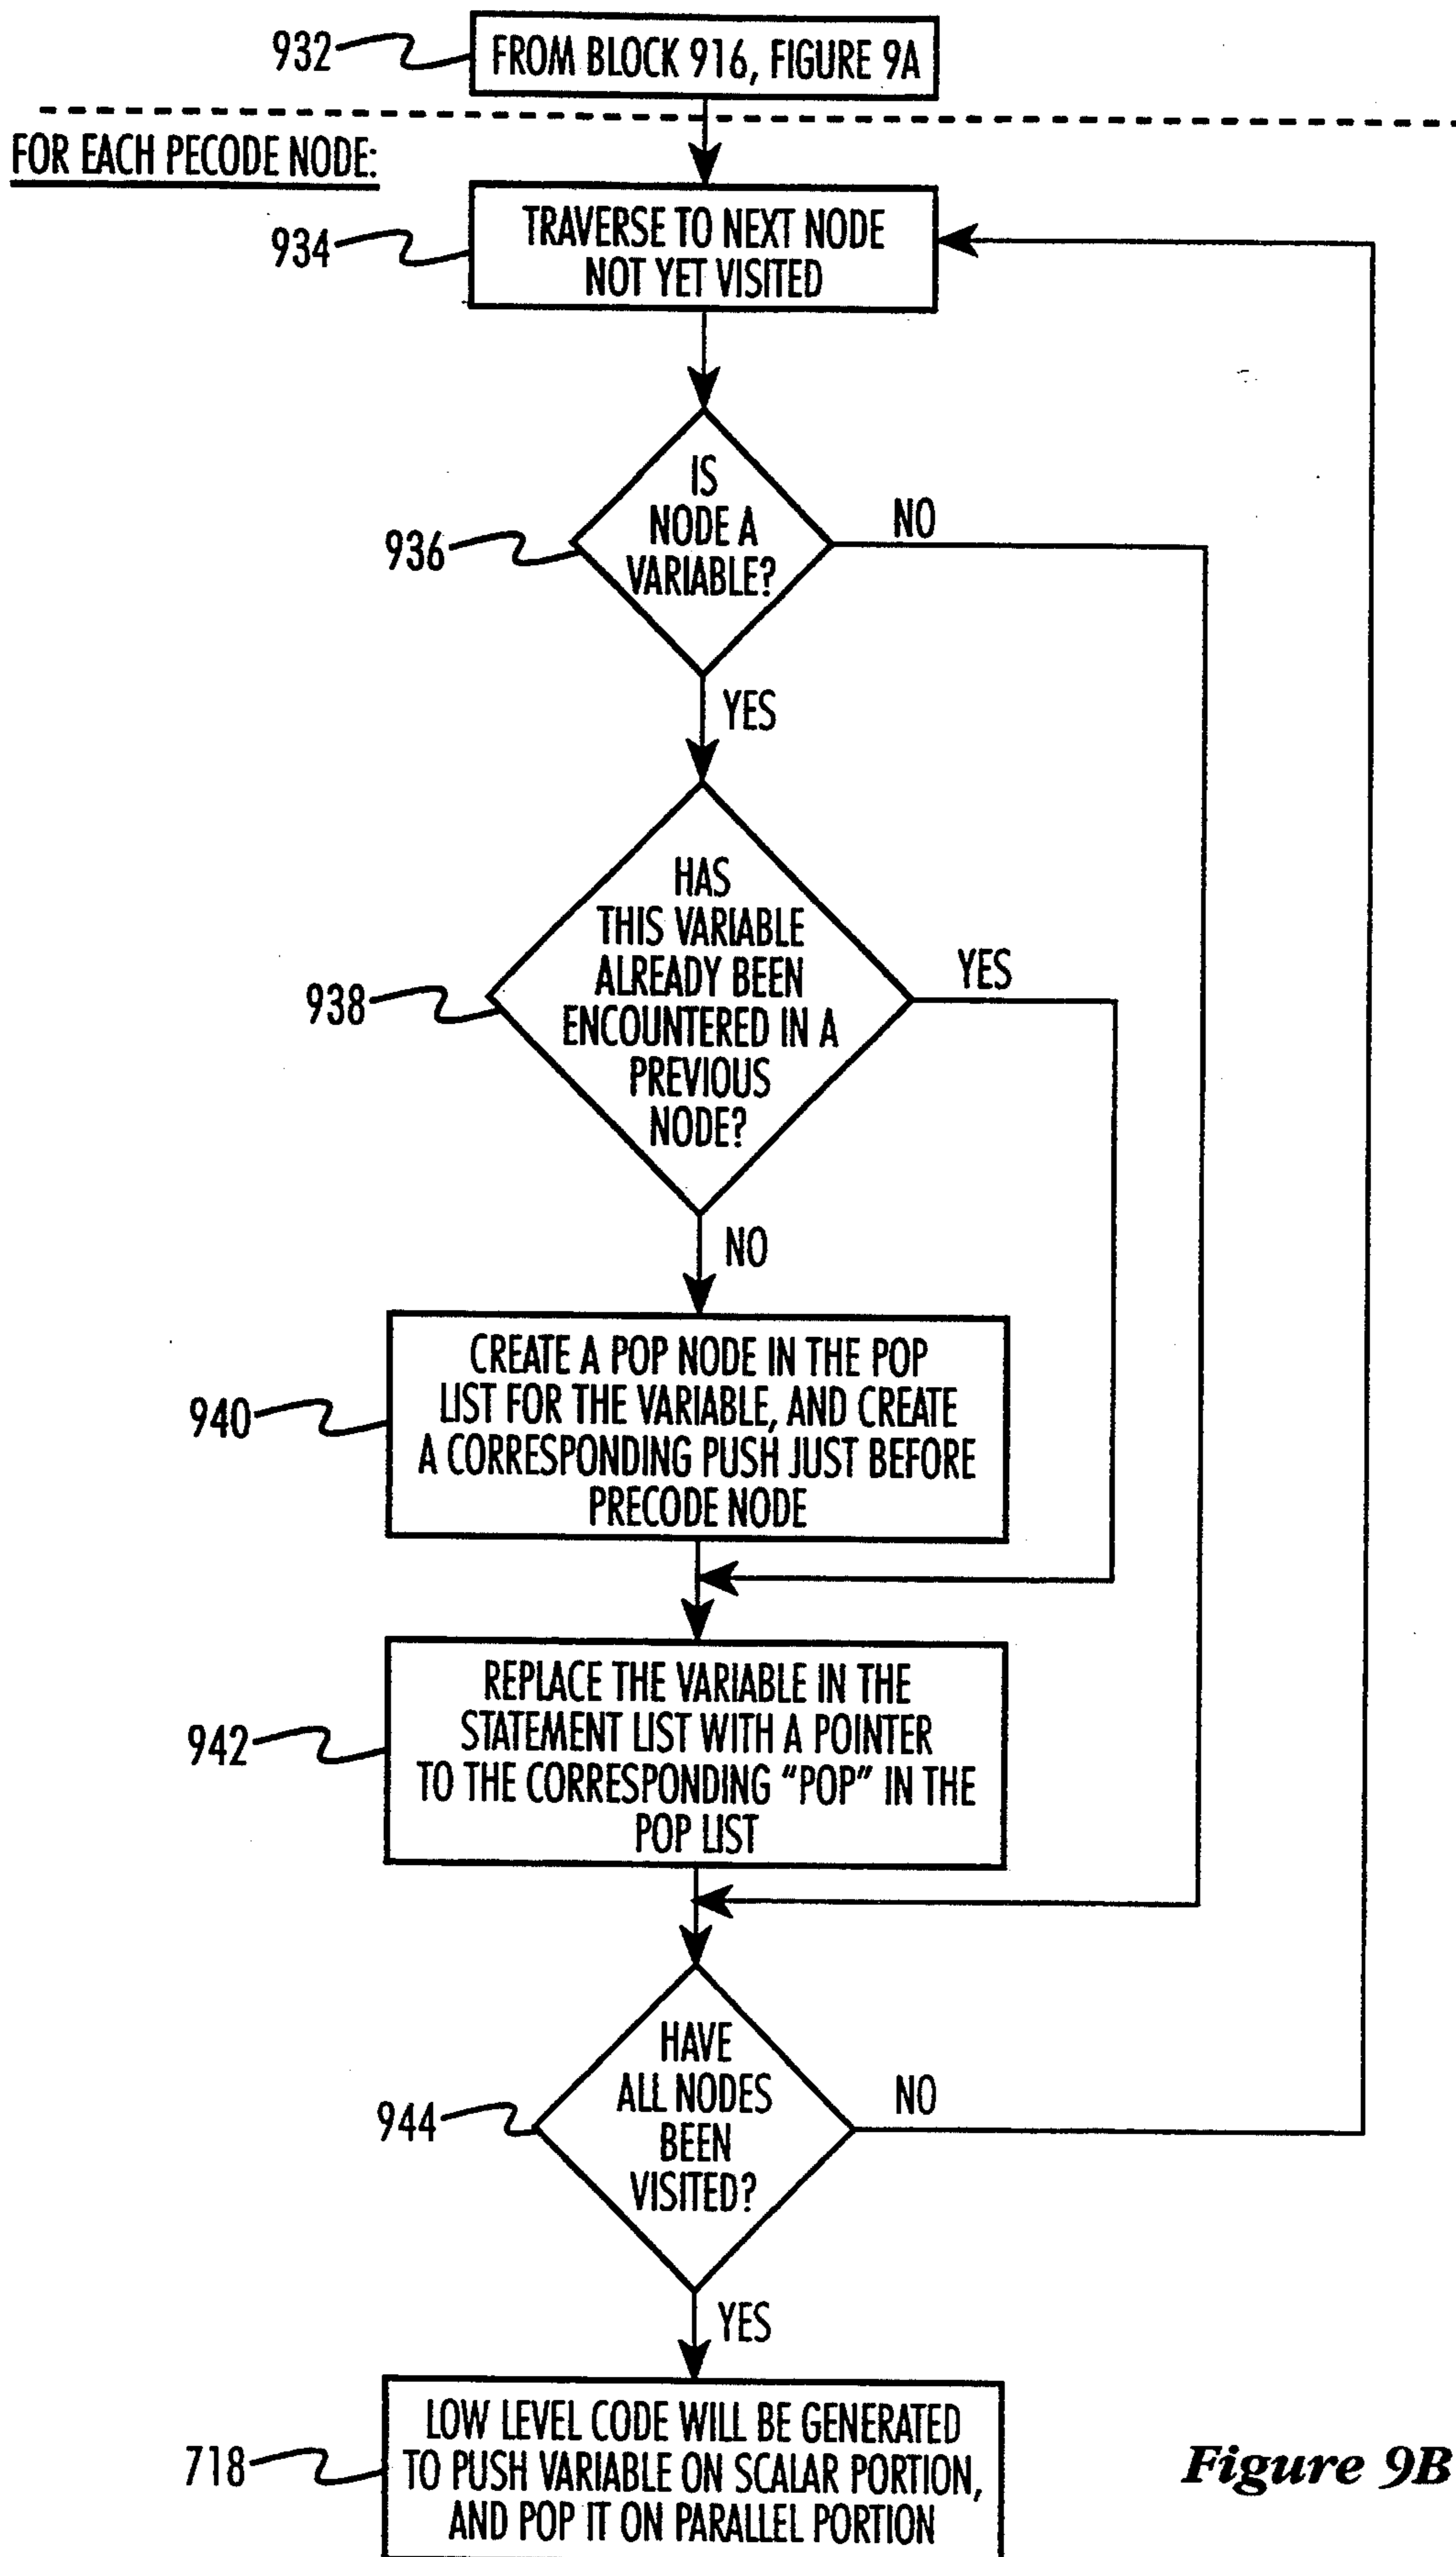 932
FROM BLOCK 916, FIGURE 9A
FOR EACH PECODE NODE:
934
TRAVERSE TO NEXT NODE
NOT YET VISITED
936
IS
NODE A
VARIABLE?
NO
YES
938
HAS
THIS VARIABLE
ALREADY BEEN
ENCOUNTERED IN A
PREVIOUS
NODE?
YES
NO
940
CREATE A POP NODE IN THE POP
LIST FOR THE VARIABLE, AND CREATE
A CORRESPONDING PUSH JUST BEFORE
PRECODE NODE
942
REPLACE THE VARIABLE IN THE
STATEMENT LIST WITH A POINTER
TO THE CORRESPONDING "POP" IN THE
POP LIST
944
HAVE
ALL NODES
BEEN
VISITED?
NO
YES
718
LOW LEVEL CODE WILL BE GENERATED
TO PUSH VARIABLE ON SCALAR PORTION,
AND POP IT ON PARALLEL PORTION
Figure 9B